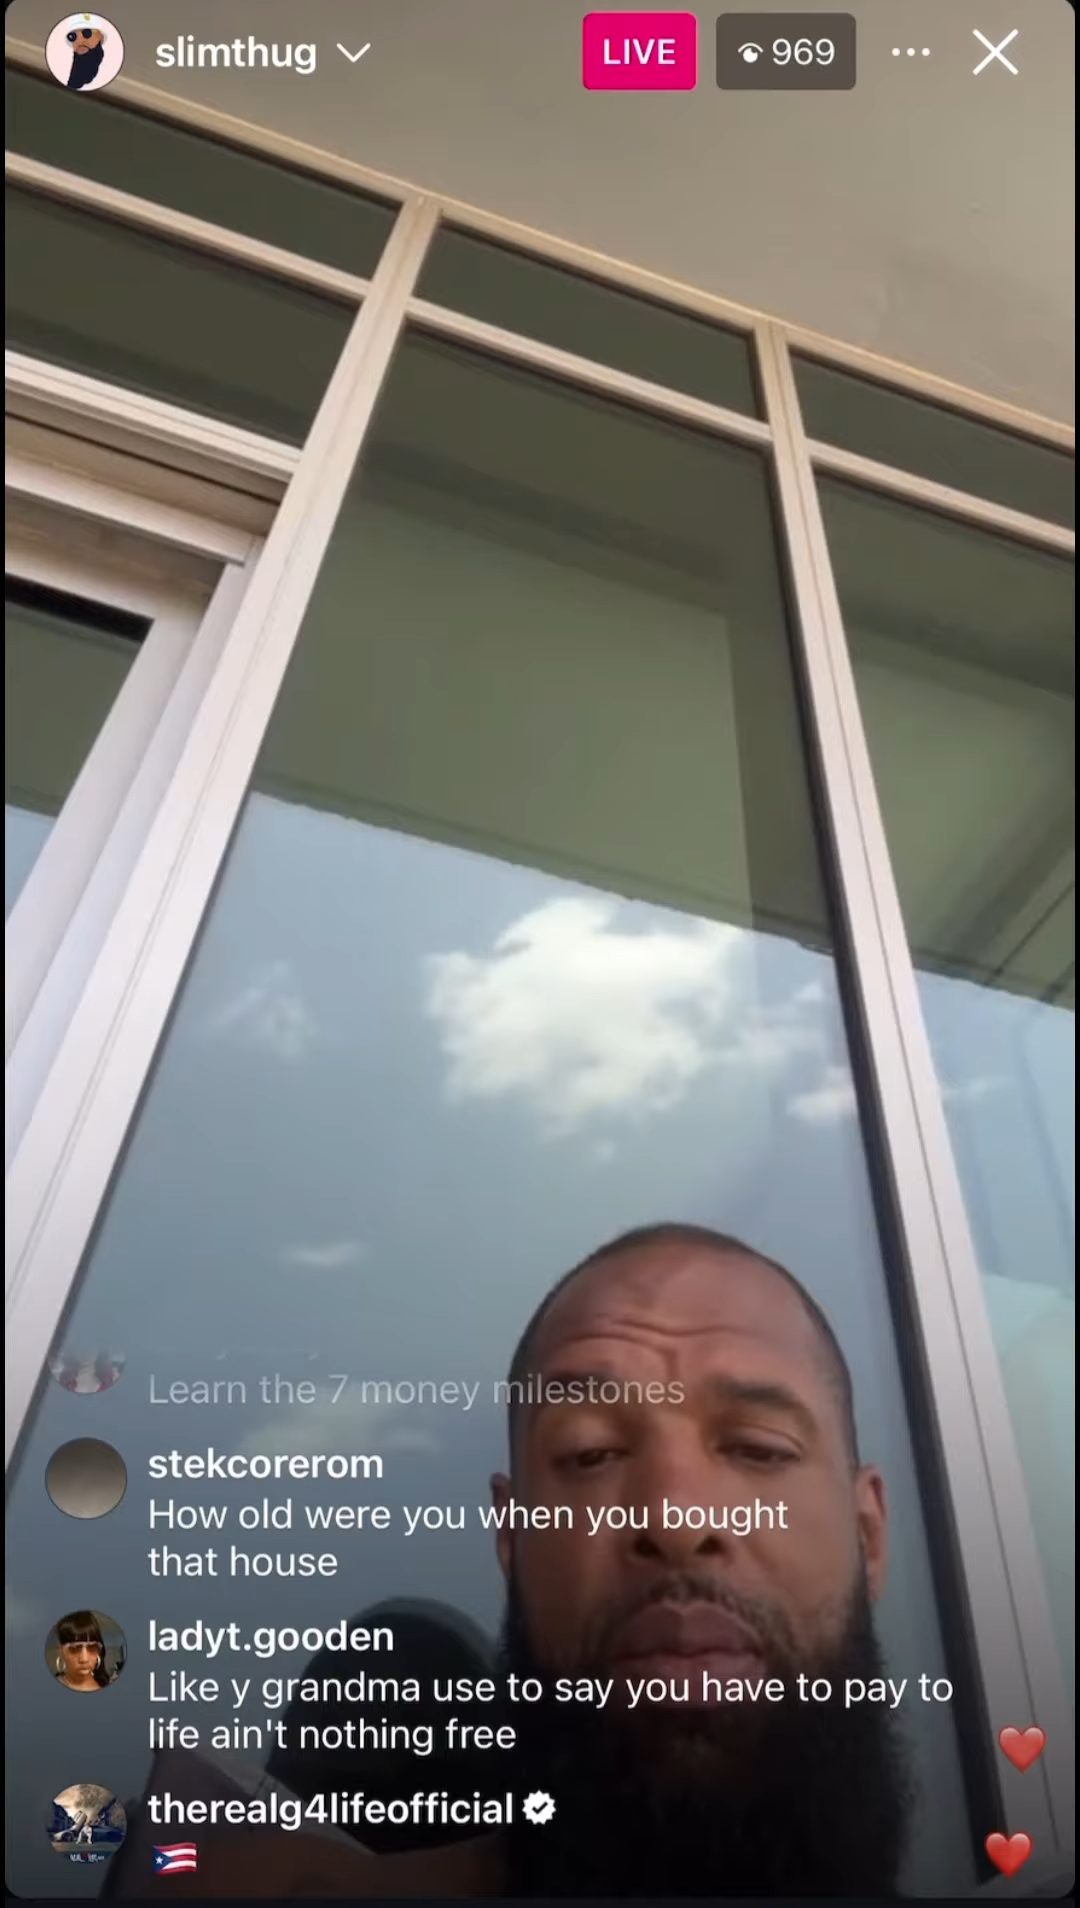 slimthug
LIVE
969
Learn the 7 money milestones
stekcorerom
How old were you when you bought
that house
ladyt.gooden
Like y grandma use to say you have to pay to
life ain't nothing free
therealg4lifeofficial
🇵🇷